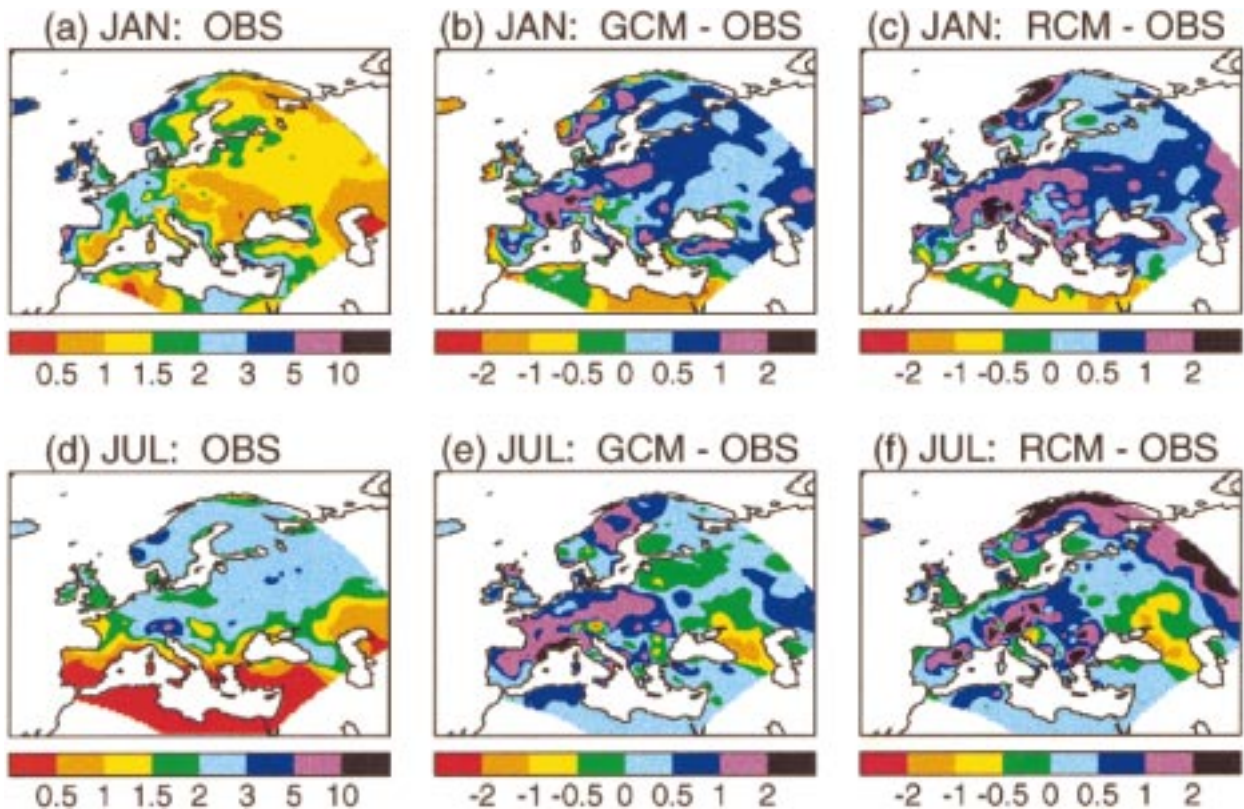 (a) JAN: OBS
(b) JAN: GCM - OBS
(c) JAN: RCM - OBS
0.5 1 1.5 2 3 5 10
-2 -1 -0.5 0 0.5 1 2
-2 -1 -0.5 0 0.5 1 2
(d) JUL: OBS
(e) JUL: GCM - OBS
(f) JUL: RCM - OBS
0.5 1 1.5 2 3 5 10
-2 -1 -0.5 0 0.5 1 2
-2 -1 -0.5 0 0.5 1 2